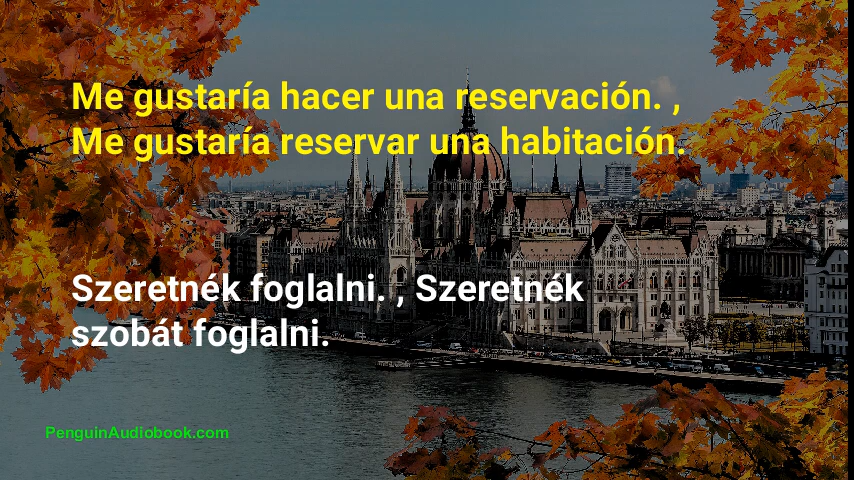 Me gustaría hacer una reservación. ,
Me gustaría reservar una habitación.
Szeretnék foglalni. , Szeretnék
szobát foglalni.
PenguinAudiobook.com